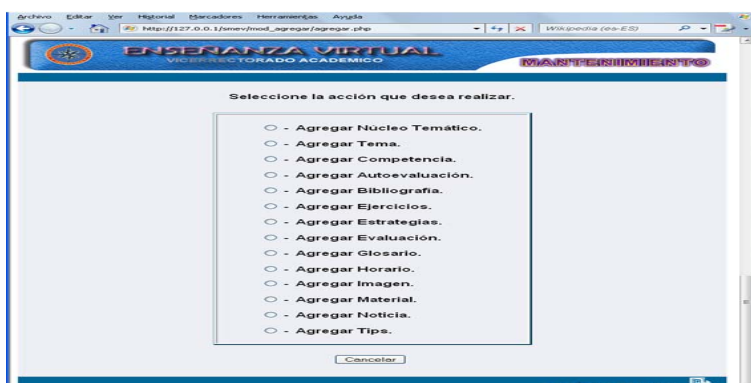 Archivo Editar Ver Historial Marcadores Herramientas Ayuda
http://127.0.0.1/smev/mod_agregar/agregar.php Wikipedia (es-ES)
ENSEÑANZA VIRTUAL
VICERRECTORADO ACADEMICO
MANTENIMIENTO
Seleccione la acción que desea realizar.
- Agregar Núcleo Temático.
- Agregar Tema.
- Agregar Competencia.
- Agregar Autoevaluación.
- Agregar Bibliografía.
- Agregar Ejercicios.
- Agregar Estrategias.
- Agregar Evaluación.
- Agregar Glosario.
- Agregar Horario.
- Agregar Imagen.
- Agregar Material.
- Agregar Noticia.
- Agregar Tips.
Cancelar